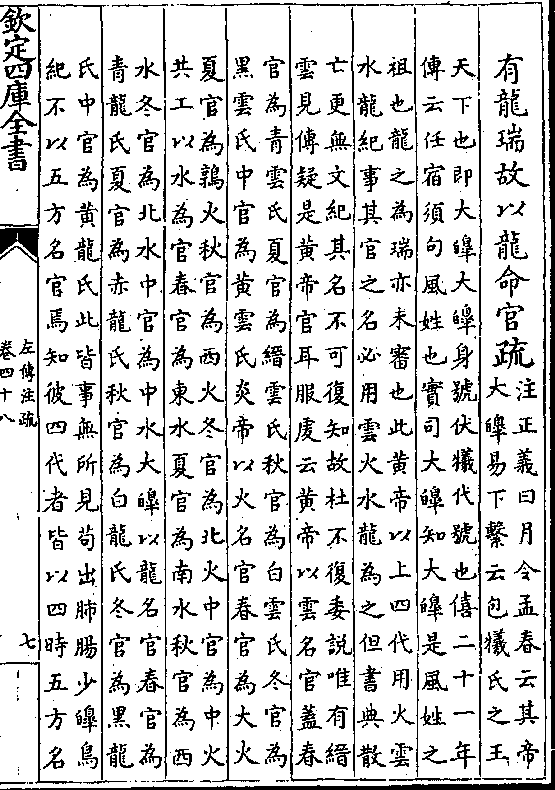 有龍瑞故以龍命官疏
注正義曰月令孟春云其帝
大皥易下繫云包犧氏之王
天下也即大皥大皥身號伏犧代號也僖二十一年
傳云任宿須句風姓也實司大皥知大皥是風姓之
祖也龍之為瑞亦未審也此黃帝以上四代用火雲
水龍紀事其官之名必用雲火水龍為之但書典散
亡更無文紀其名不可復知故杜不復委說唯有縉
雲見傳疑是黃帝官耳服虔云黃帝以雲名官蓋春
官為青雲氏夏官為縉雲氏秋官為白雲氏冬官為
黑雲氏中官為黃雲氏炎帝以火名官春官為大火
夏官為鶉火秋官為西火冬官為北火中官為中火
共工以水為官春官為東水夏官為南水秋官為西
水冬官為北水中官為中水大皥以龍名官春官為
青龍氏夏官為赤龍氏秋官為白龍氏冬官為黑龍
氏中官為黃龍氏此皆事無所見苟出肺腸少皥鳥
紀不以五方名官焉知彼四代者皆以四時五方名
欽定四庫全書
左傳注疏
卷四十八
七